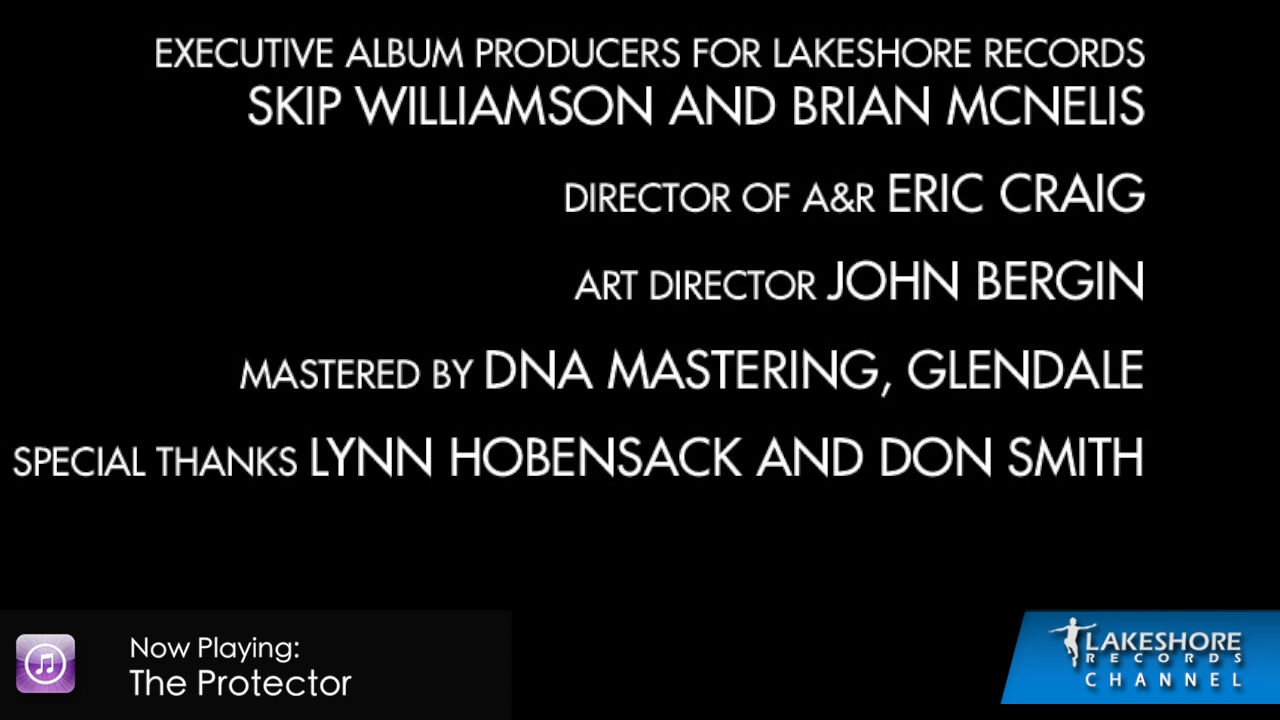 EXECUTIVE ALBUM PRODUCERS FOR LAKESHORE RECORDS
SKIP WILLIAMSON AND BRIAN MCNELIS
DIRECTOR OF A&R ERIC CRAIG
ART DIRECTOR JOHN BERGIN
MASTERED BY DNA MASTERING, GLENDALE
SPECIAL THANKS LYNN HOBENSACK AND DON SMITH
Now Playing:
The Protector
LAKESHORE
RECORDS
CHANNEL